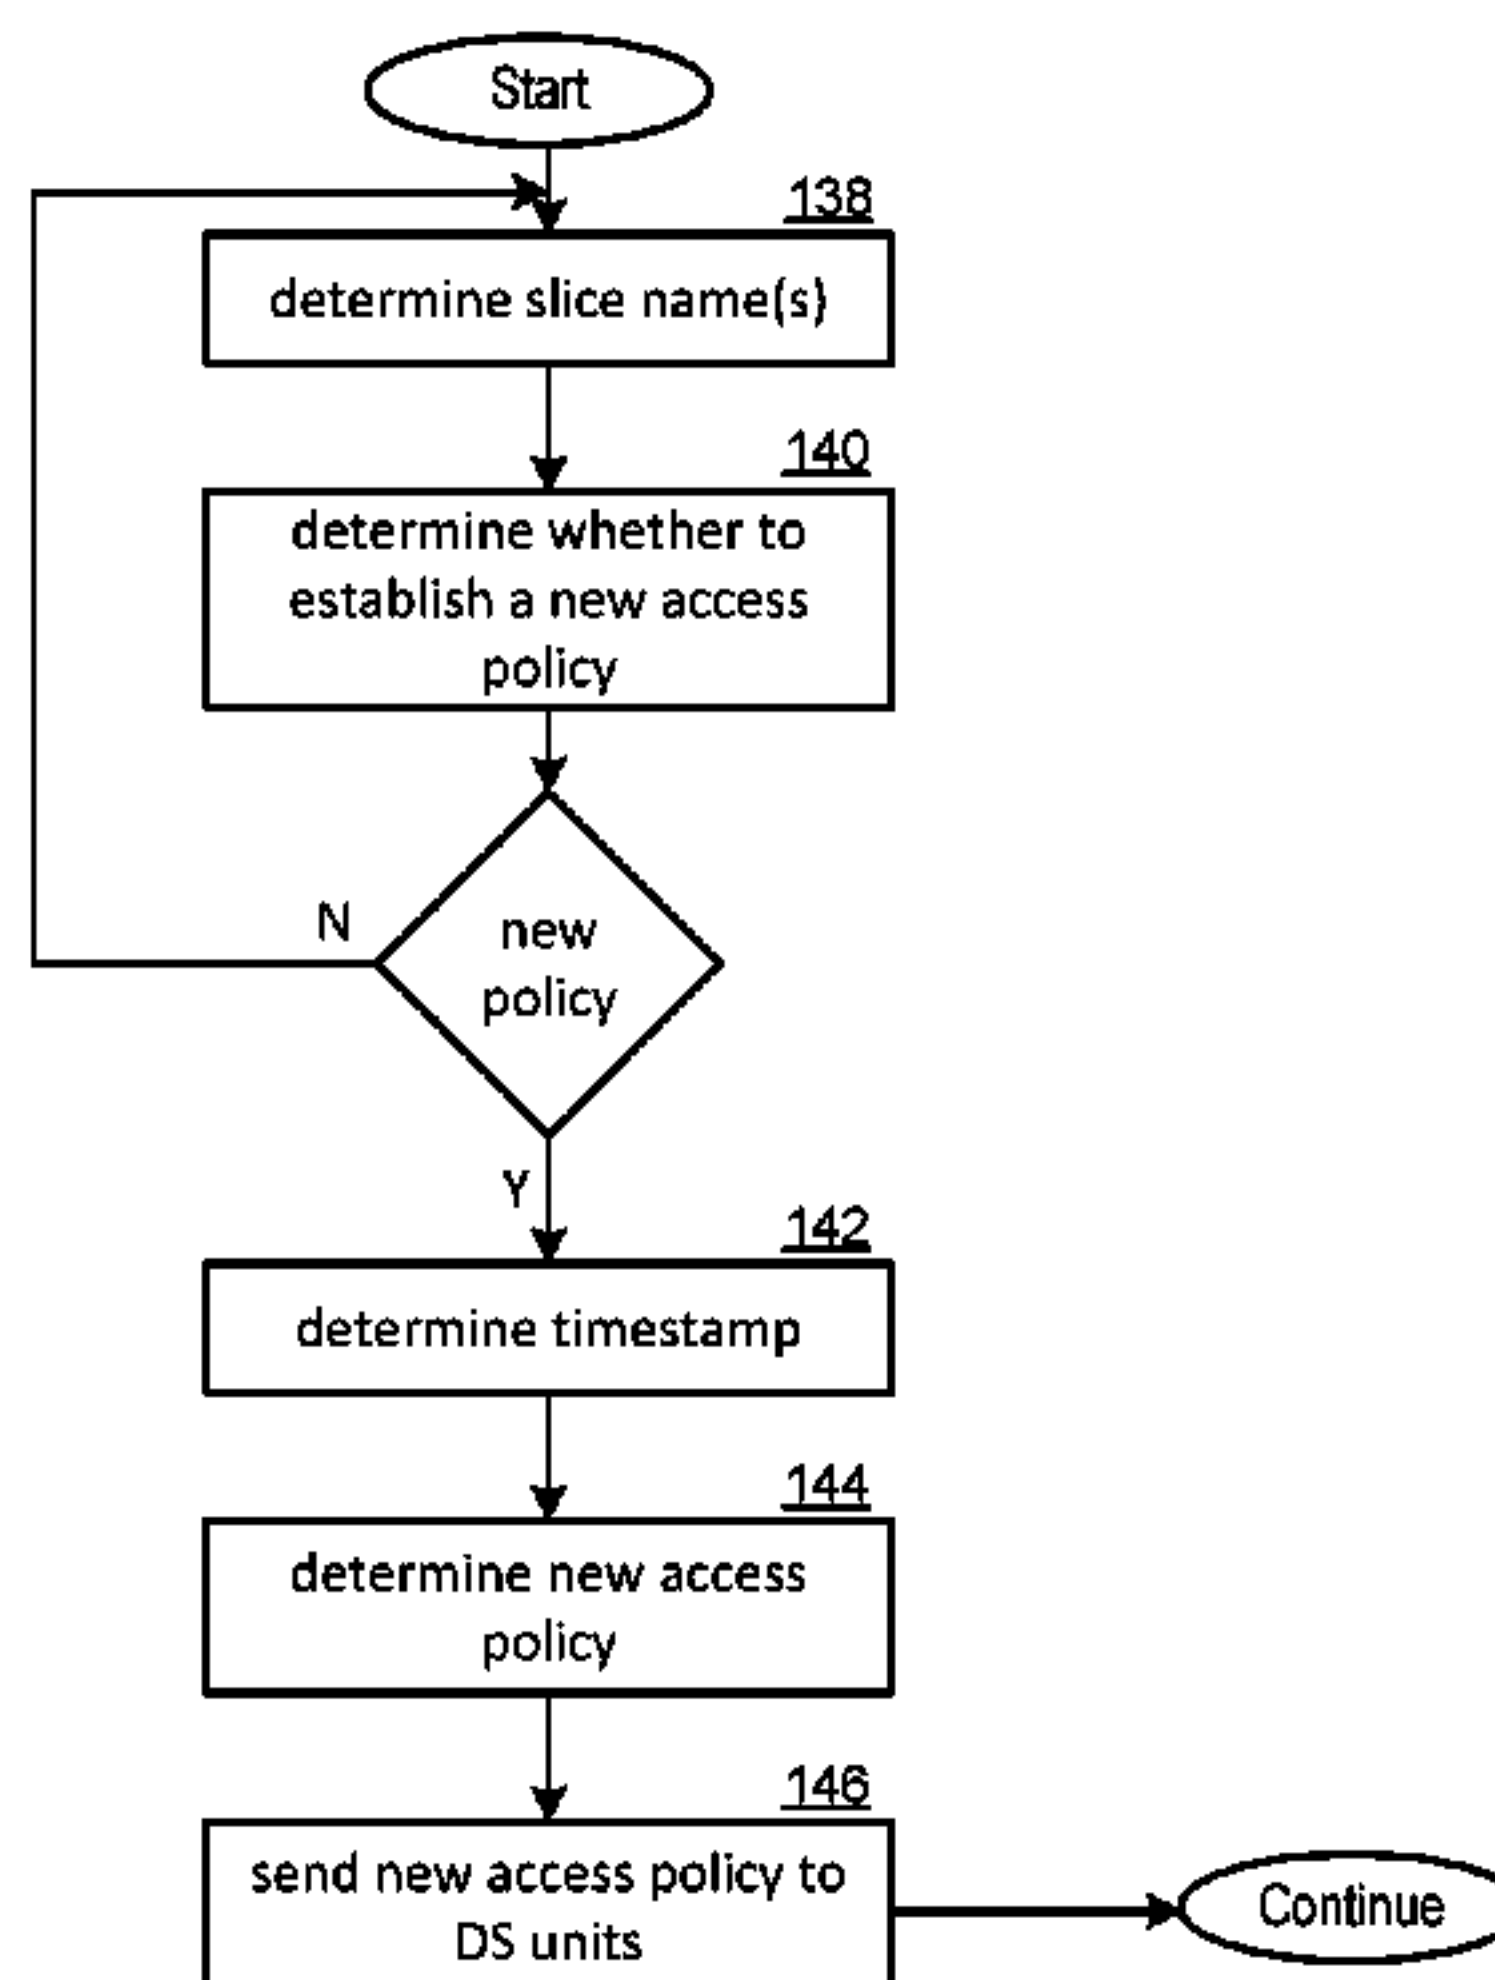 Start
138
determine slice name(s)
140
determine whether to
establish a new access
policy
new
policy
N
Y
142
determine timestamp
144
determine new access
policy
146
send new access policy to
DS units
Continue